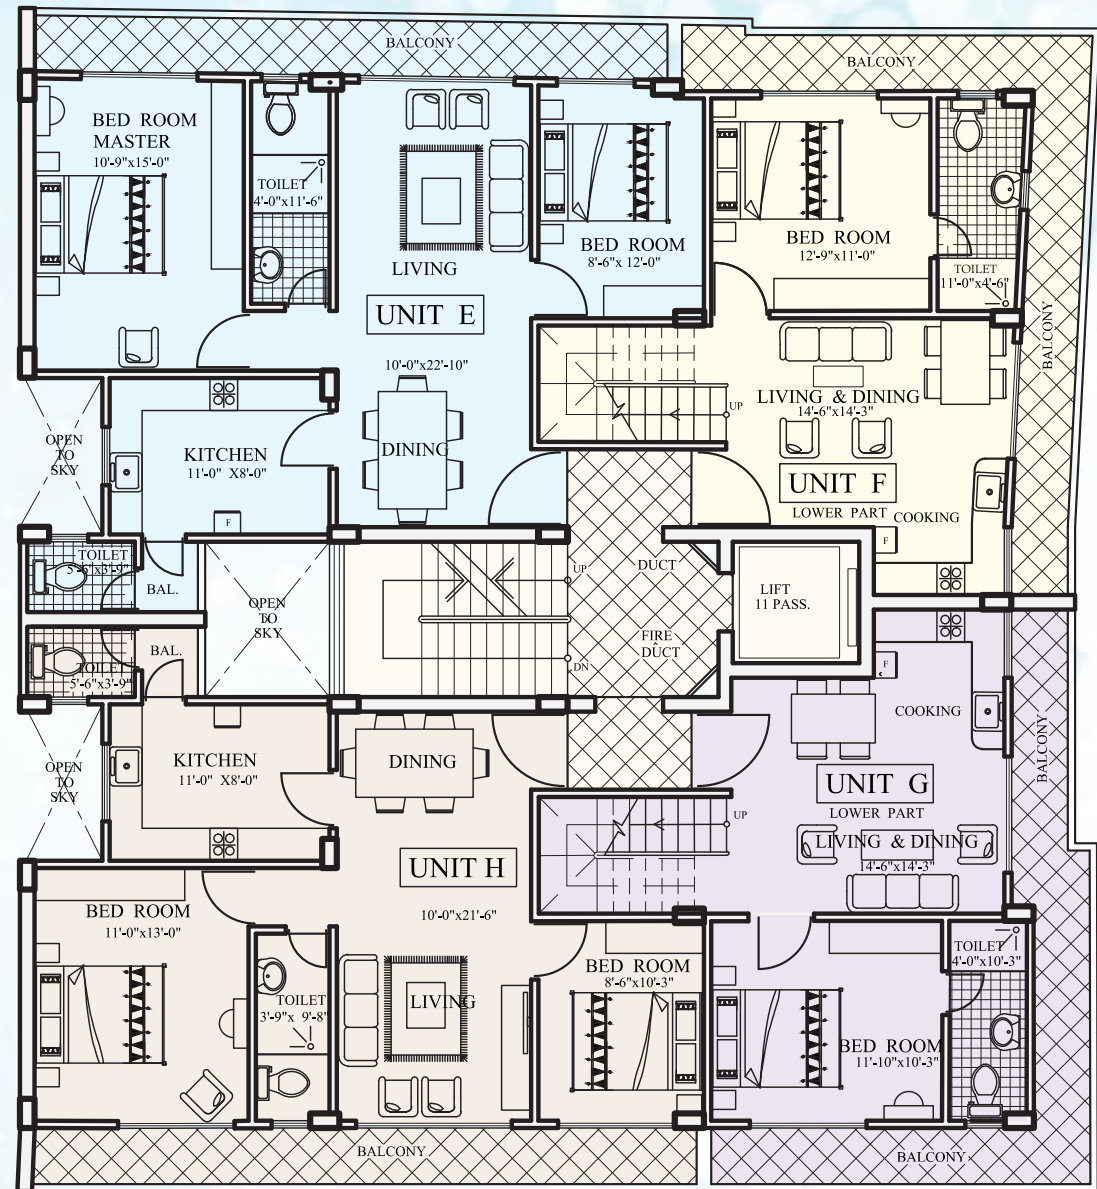 BALCONY
BALCONY
BED ROOM
MASTER
10'-9"x15'-0"
TOILET
4'-0"x11'-6"
LIVING
UNIT E
10'-0"x22'-10"
DINING
BED ROOM
8'-6"x 12'-0"
BED ROOM
12'-9"x11'-0"
TOILET
11'-0"x4'-6"
BALCONY
UP
LIVING & DINING
14'-6"x14'-3"
UNIT F
LOWER PART
COOKING
F
OPEN
TO
SKY
KITCHEN
11'-0" X8'-0"
F
TOILET
5'-6"x3'-9"
BAL.
OPEN
TO
SKY
UP
DN
DUCT
FIRE
DUCT
LIFT
11 PASS.
BAL.
TOILET
5'-6"x3'-9"
OPEN
TO
SKY
KITCHEN
11'-0" X8'-0"
DINING
UNIT H
10'-0"x21'-6"
F
COOKING
BALCONY
UNIT G
LOWER PART
UP
LIVING & DINING
14'-6"x14'-3"
BED ROOM
11'-0"x13'-0"
TOILET
3'-9"x 9'-8"
LIVING
BED ROOM
8'-6"x10'-3"
TOILET
4'-0"x10'-3"
BED ROOM
11'-10"x10'-3"
BALCONY
BALCONY